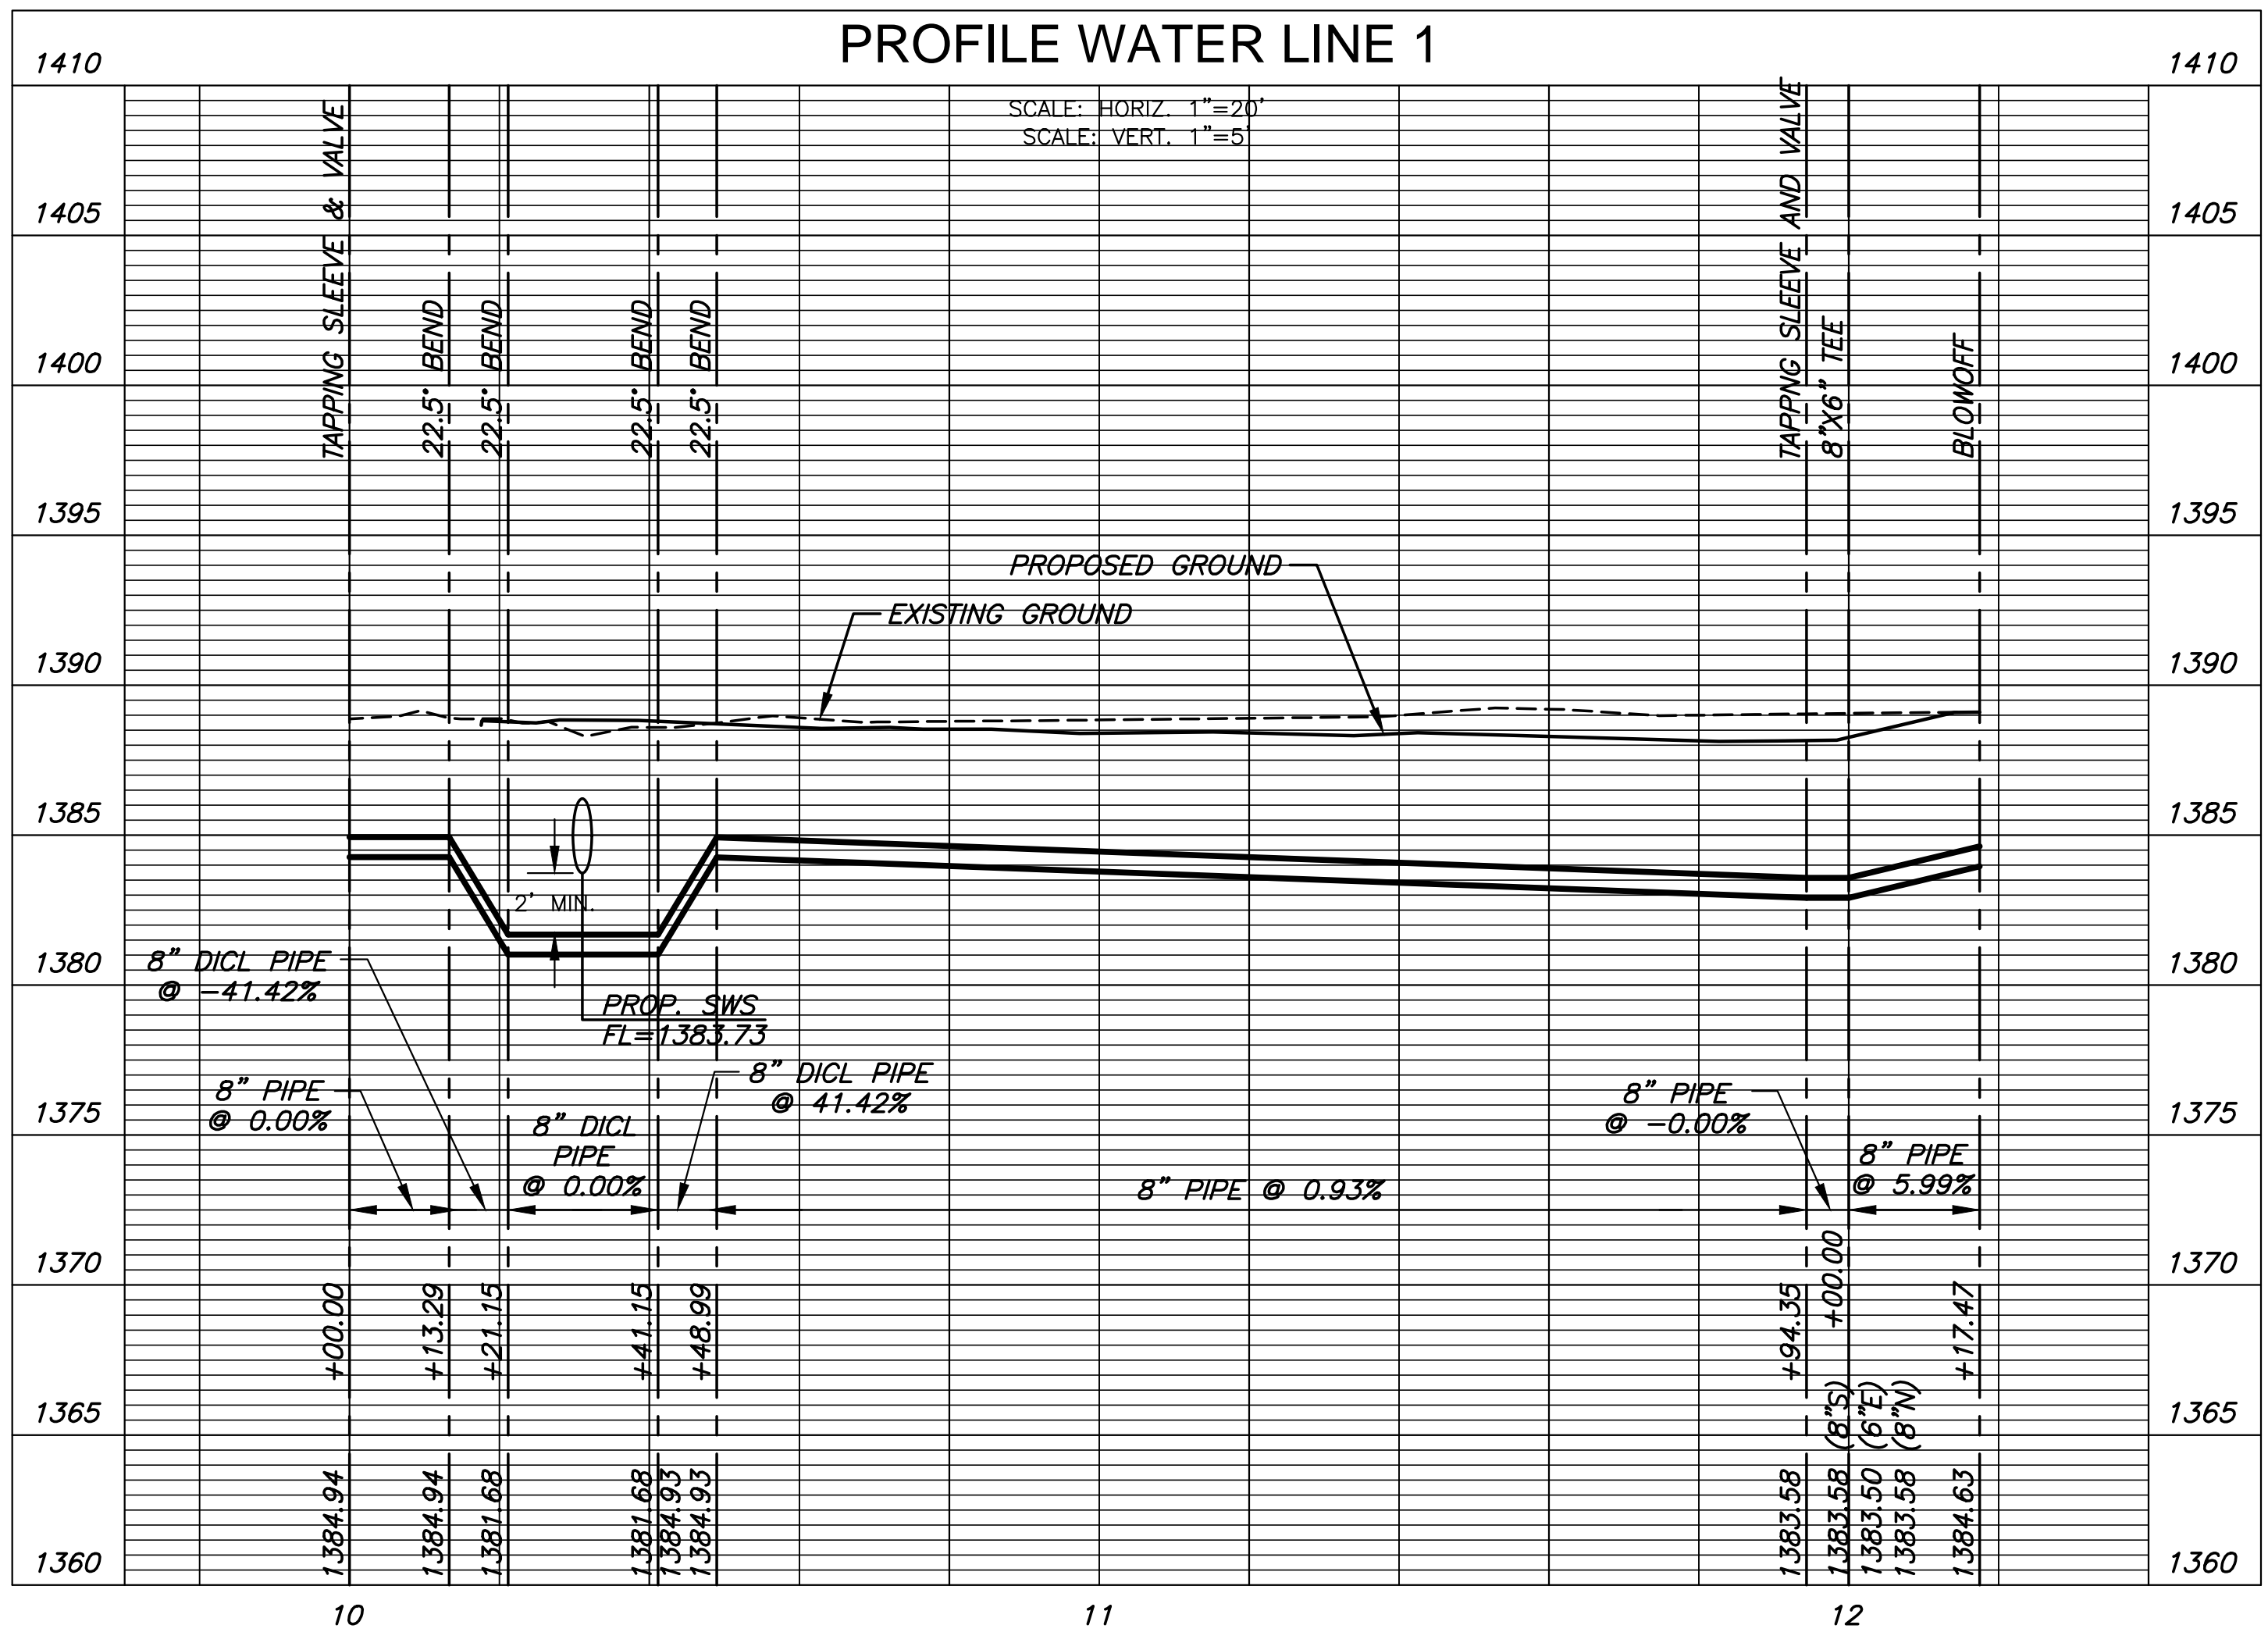 PROFILE WATER LINE 1
1410
1410
SCALE: HORIZ. 1"=20'
SCALE: VERT. 1"=5'
1405
1405
1400
1400
1395
1395
1390
1390
1385
1385
1380
1380
1375
1375
1370
1370
1365
1365
1360
1360
TAPPING SLEEVE & VALVE
22.5° BEND
22.5° BEND
22.5° BEND
22.5° BEND
TAPPNG SLEEVE AND VALVE
8"X6" TEE
BLOWOFF
PROPOSED GROUND
EXISTING GROUND
2' MIN.
PROP. SWS
FL=1383.73
8" DICL PIPE
@ -41.42%
8" PIPE
@ 0.00%
8" DICL
PIPE
@ 0.00%
8" DICL PIPE
@ 41.42%
8" PIPE @ 0.93%
8" PIPE
@ -0.00%
8" PIPE
@ 5.99%
+00.00
+13.29
+21.15
+41.15
+48.99
+94.35
+00.00
+17.47
1384.94
1384.94
1381.68
1381.68
1384.93
1384.93
1383.58
1383.58 (8"S)
1383.50 (6"E)
1383.58 (8"N)
1384.63
10
11
12